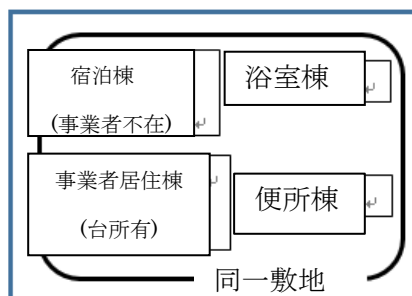 宿泊棟
(事業者不在)
浴室棟
事業者居住棟
(台所有)
便所棟
同一敷地